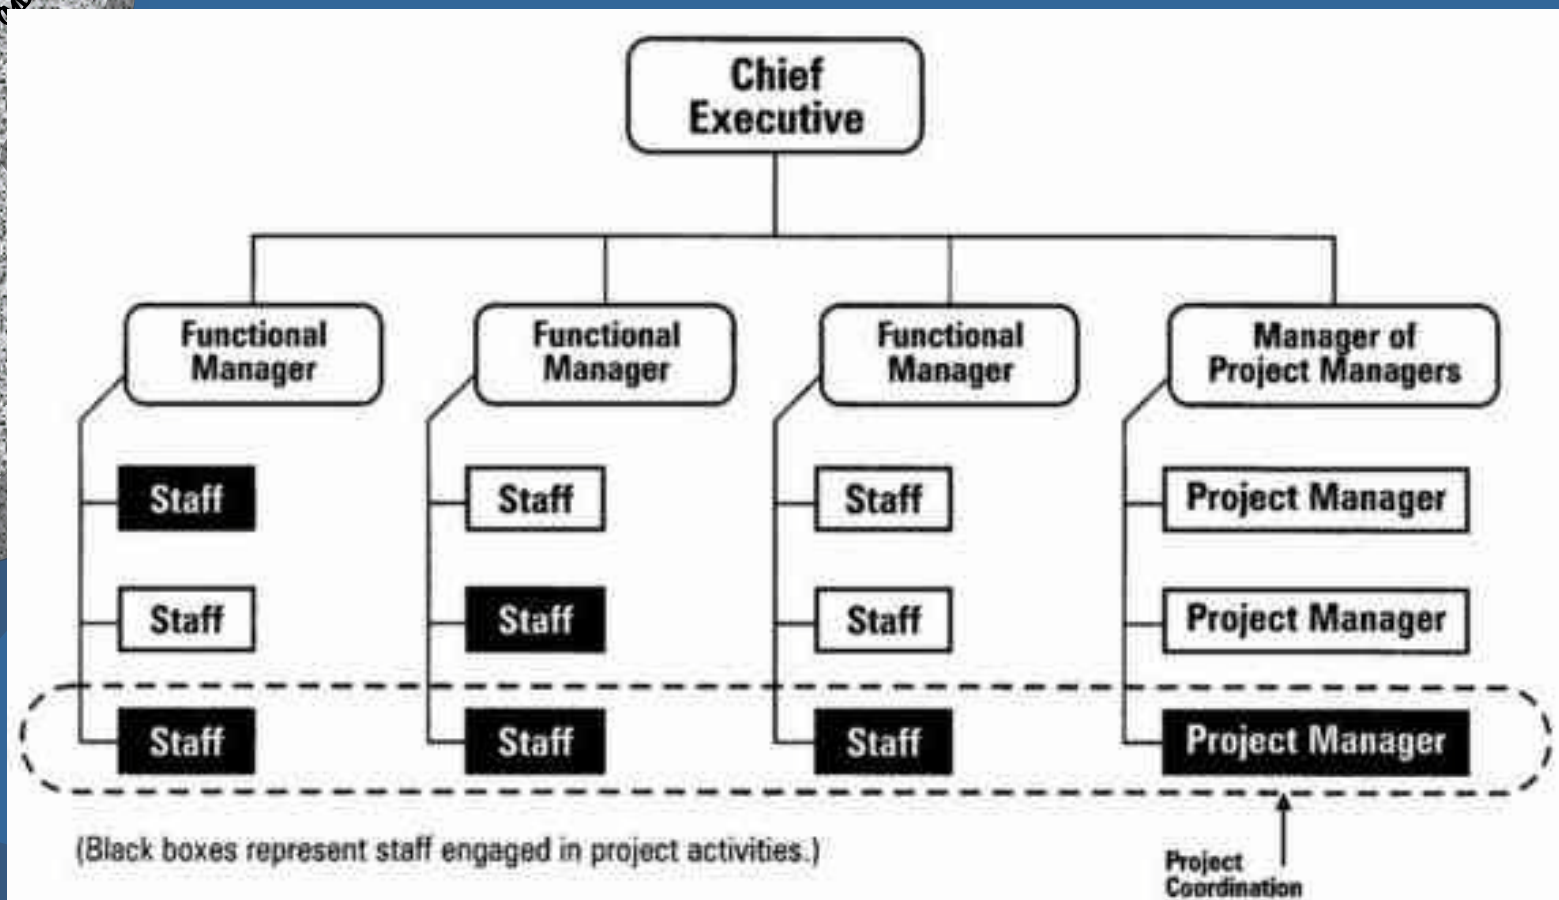 Chief
Executive
Functional
Manager
Functional
Manager
Functional
Manager
Manager of
Project Managers
Staff
Staff
Staff
Project Manager
Staff
Staff
Staff
Project Manager
Staff
Staff
Staff
Project Manager
(Black boxes represent staff engaged in project activities.)
Project
Coordination